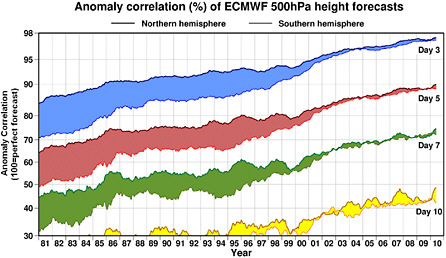 Anomaly correlation (%) of ECMWF 500hPa height forecasts
Northern hemisphere Southern hemisphere
98
95
90
80
70
60
50
40
30
Anomaly Correlation
(100=perfect forecast)
Day 3
Day 5
Day 7
Day 10
81 82 83 84 85 86 87 88 89 90 91 92 93 94 95 96 97 98 99 00 01 02 03 04 05 06 07 08 09 10
Year